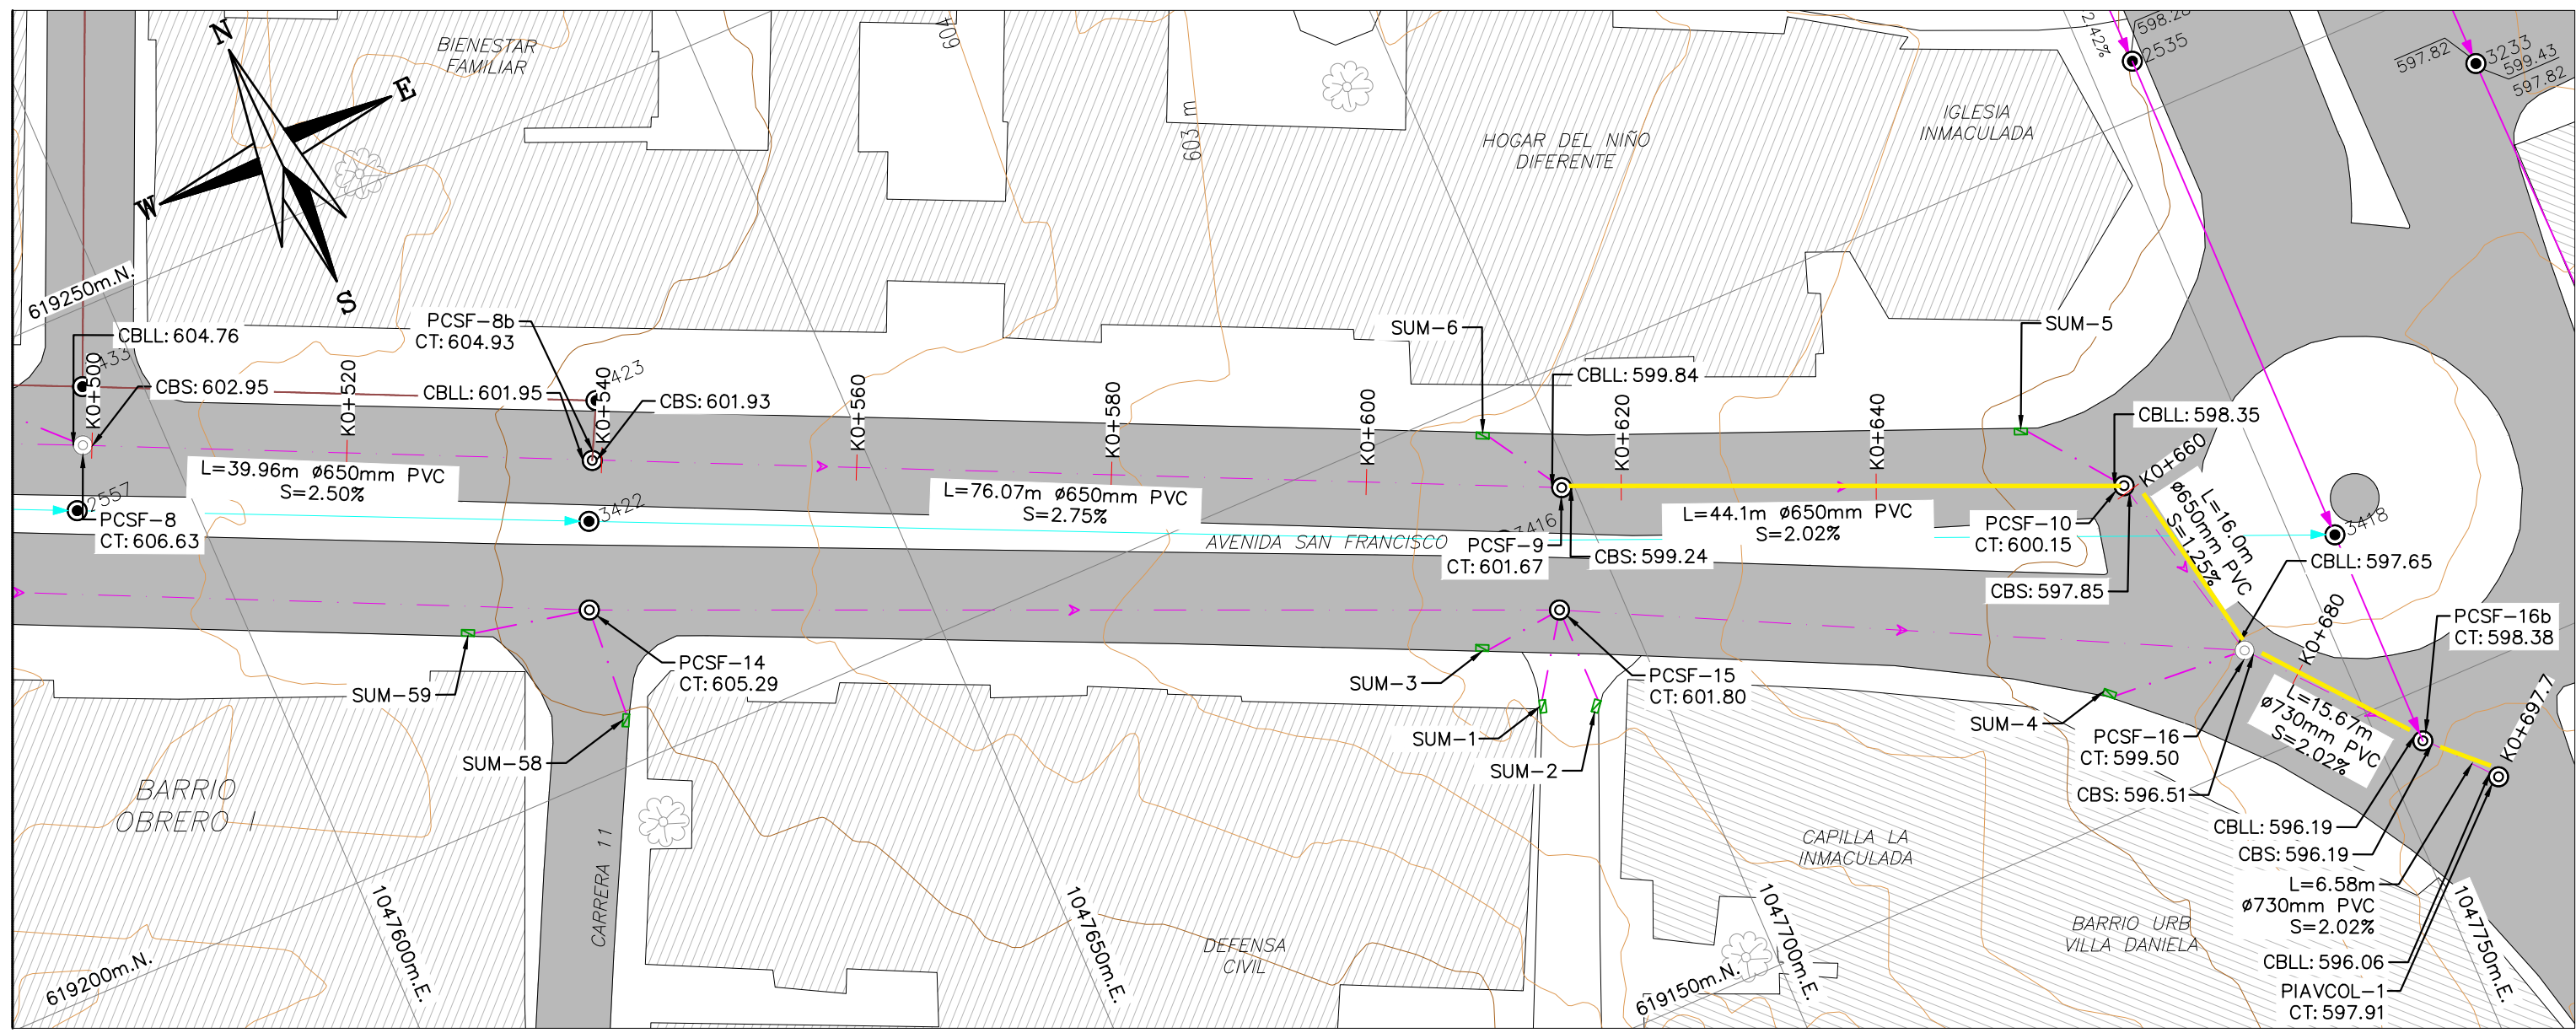 N
E
W
S
BIENESTAR
FAMILIAR
604
603 m
HOGAR DEL NIÑO
DIFERENTE
IGLESIA
INMACULADA
2.42%
598.28
2535
597.82
3233
599.43
597.82
619250m.N.
CBLL: 604.76
PCSF-8b
CT: 604.93
SUM-6
SUM-5
433
K0+500
CBS: 602.95
K0+520
CBLL: 601.95
423
K0+540
CBS: 601.93
K0+560
K0+580
K0+600
CBLL: 599.84
K0+620
K0+640
CBLL: 598.35
K0+660
L=39.96m ø650mm PVC
S=2.50%
L=76.07m ø650mm PVC
S=2.75%
L=44.1m ø650mm PVC
S=2.02%
L=16.0m
ø650mm PVC
S=1.25%
2557
PCSF-8
CT: 606.63
3422
AVENIDA SAN FRANCISCO
3416
PCSF-9
CT: 601.67
CBS: 599.24
PCSF-10
CT: 600.15
CBS: 597.85
3418
CBLL: 597.65
K0+680
PCSF-16b
CT: 598.38
PCSF-14
CT: 605.29
SUM-59
SUM-58
SUM-3
SUM-1
SUM-2
PCSF-15
CT: 601.80
SUM-4
PCSF-16
CT: 599.50
CBS: 596.51
L=15.67m
ø730mm PVC
S=2.02%
K0+697.7
CBLL: 596.19
CBS: 596.19
L=6.58m
ø730mm PVC
S=2.02%
CBLL: 596.06
PIAVCOL-1
CT: 597.91
BARRIO
OBRERO I
CARRERA 11
CAPILLA LA
INMACULADA
BARRIO URB
VILLA DANIELA
DEFENSA
CIVIL
619200m.N.
1047600m.E.
1047650m.E.
619150m.N.
1047700m.E.
1047750m.E.